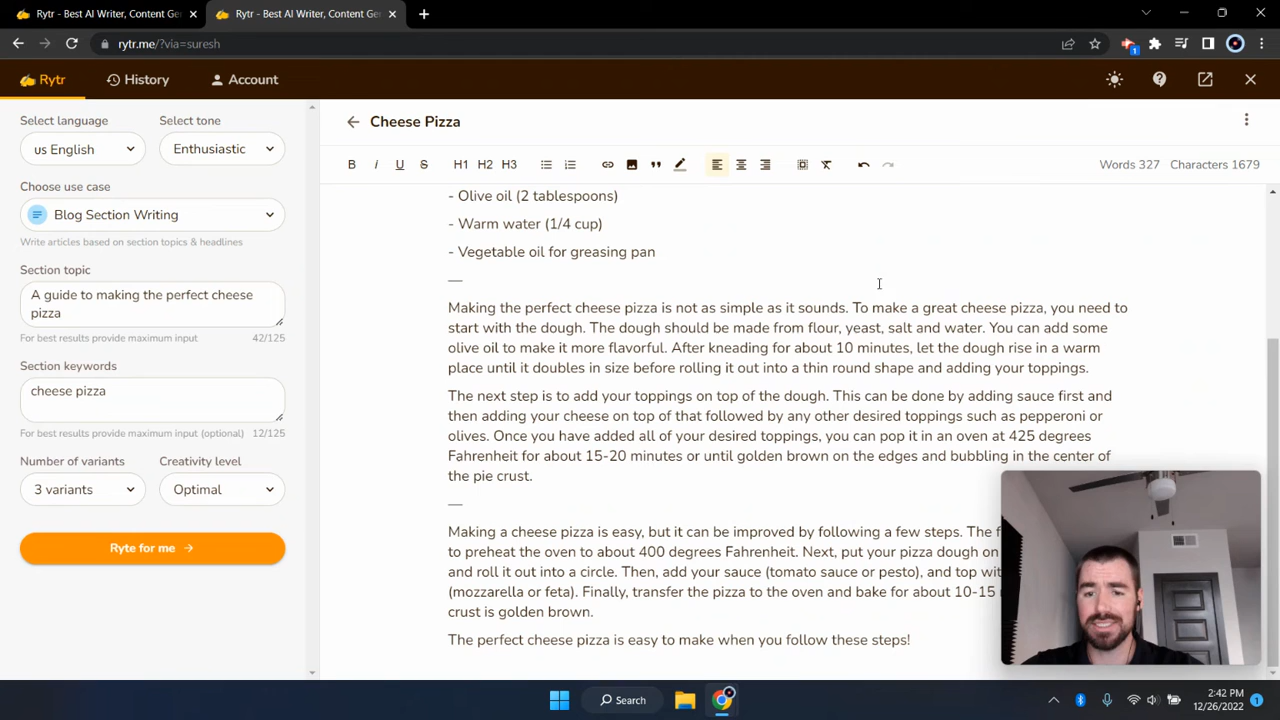 Rytr - Best AI Writer, Content Ge
Rytr - Best AI Writer, Content Ge
rytr.me/?via=suresh
1
Rytr
History
Account
Select language
Select tone
us English
Enthusiastic
Choose use case
Blog Section Writing
Write articles based on section topics & headlines
Section topic
A guide to making the perfect cheese
pizza
For best results provide maximum input
42/125
Section keywords
cheese pizza
For best results provide maximum input (optional)
12/125
Number of variants
Creativity level
3 variants
Optimal
Ryte for me →
Cheese Pizza
B i U S H1 H2 H3
Words 327 Characters 1679
- Olive oil (2 tablespoons)
- Warm water (1/4 cup)
- Vegetable oil for greasing pan
—
Making the perfect cheese pizza is not as simple as it sounds. To make a great cheese pizza, you need to
start with the dough. The dough should be made from flour, yeast, salt and water. You can add some
olive oil to make it more flavorful. After kneading for about 10 minutes, let the dough rise in a warm
place until it doubles in size before rolling it out into a thin round shape and adding your toppings.
The next step is to add your toppings on top of the dough. This can be done by adding sauce first and
then adding your cheese on top of that followed by any other desired toppings such as pepperoni or
olives. Once you have added all of your desired toppings, you can pop it in an oven at 425 degrees
Fahrenheit for about 15-20 minutes or until golden brown on the edges and bubbling in the center of
the pie crust.
—
Making a cheese pizza is easy, but it can be improved by following a few steps. The f
to preheat the oven to about 400 degrees Fahrenheit. Next, put your pizza dough on
and roll it out into a circle. Then, add your sauce (tomato sauce or pesto), and top wit
(mozzarella or feta). Finally, transfer the pizza to the oven and bake for about 10-15
crust is golden brown.
The perfect cheese pizza is easy to make when you follow these steps!
Search
2:42 PM
12/26/2022
1